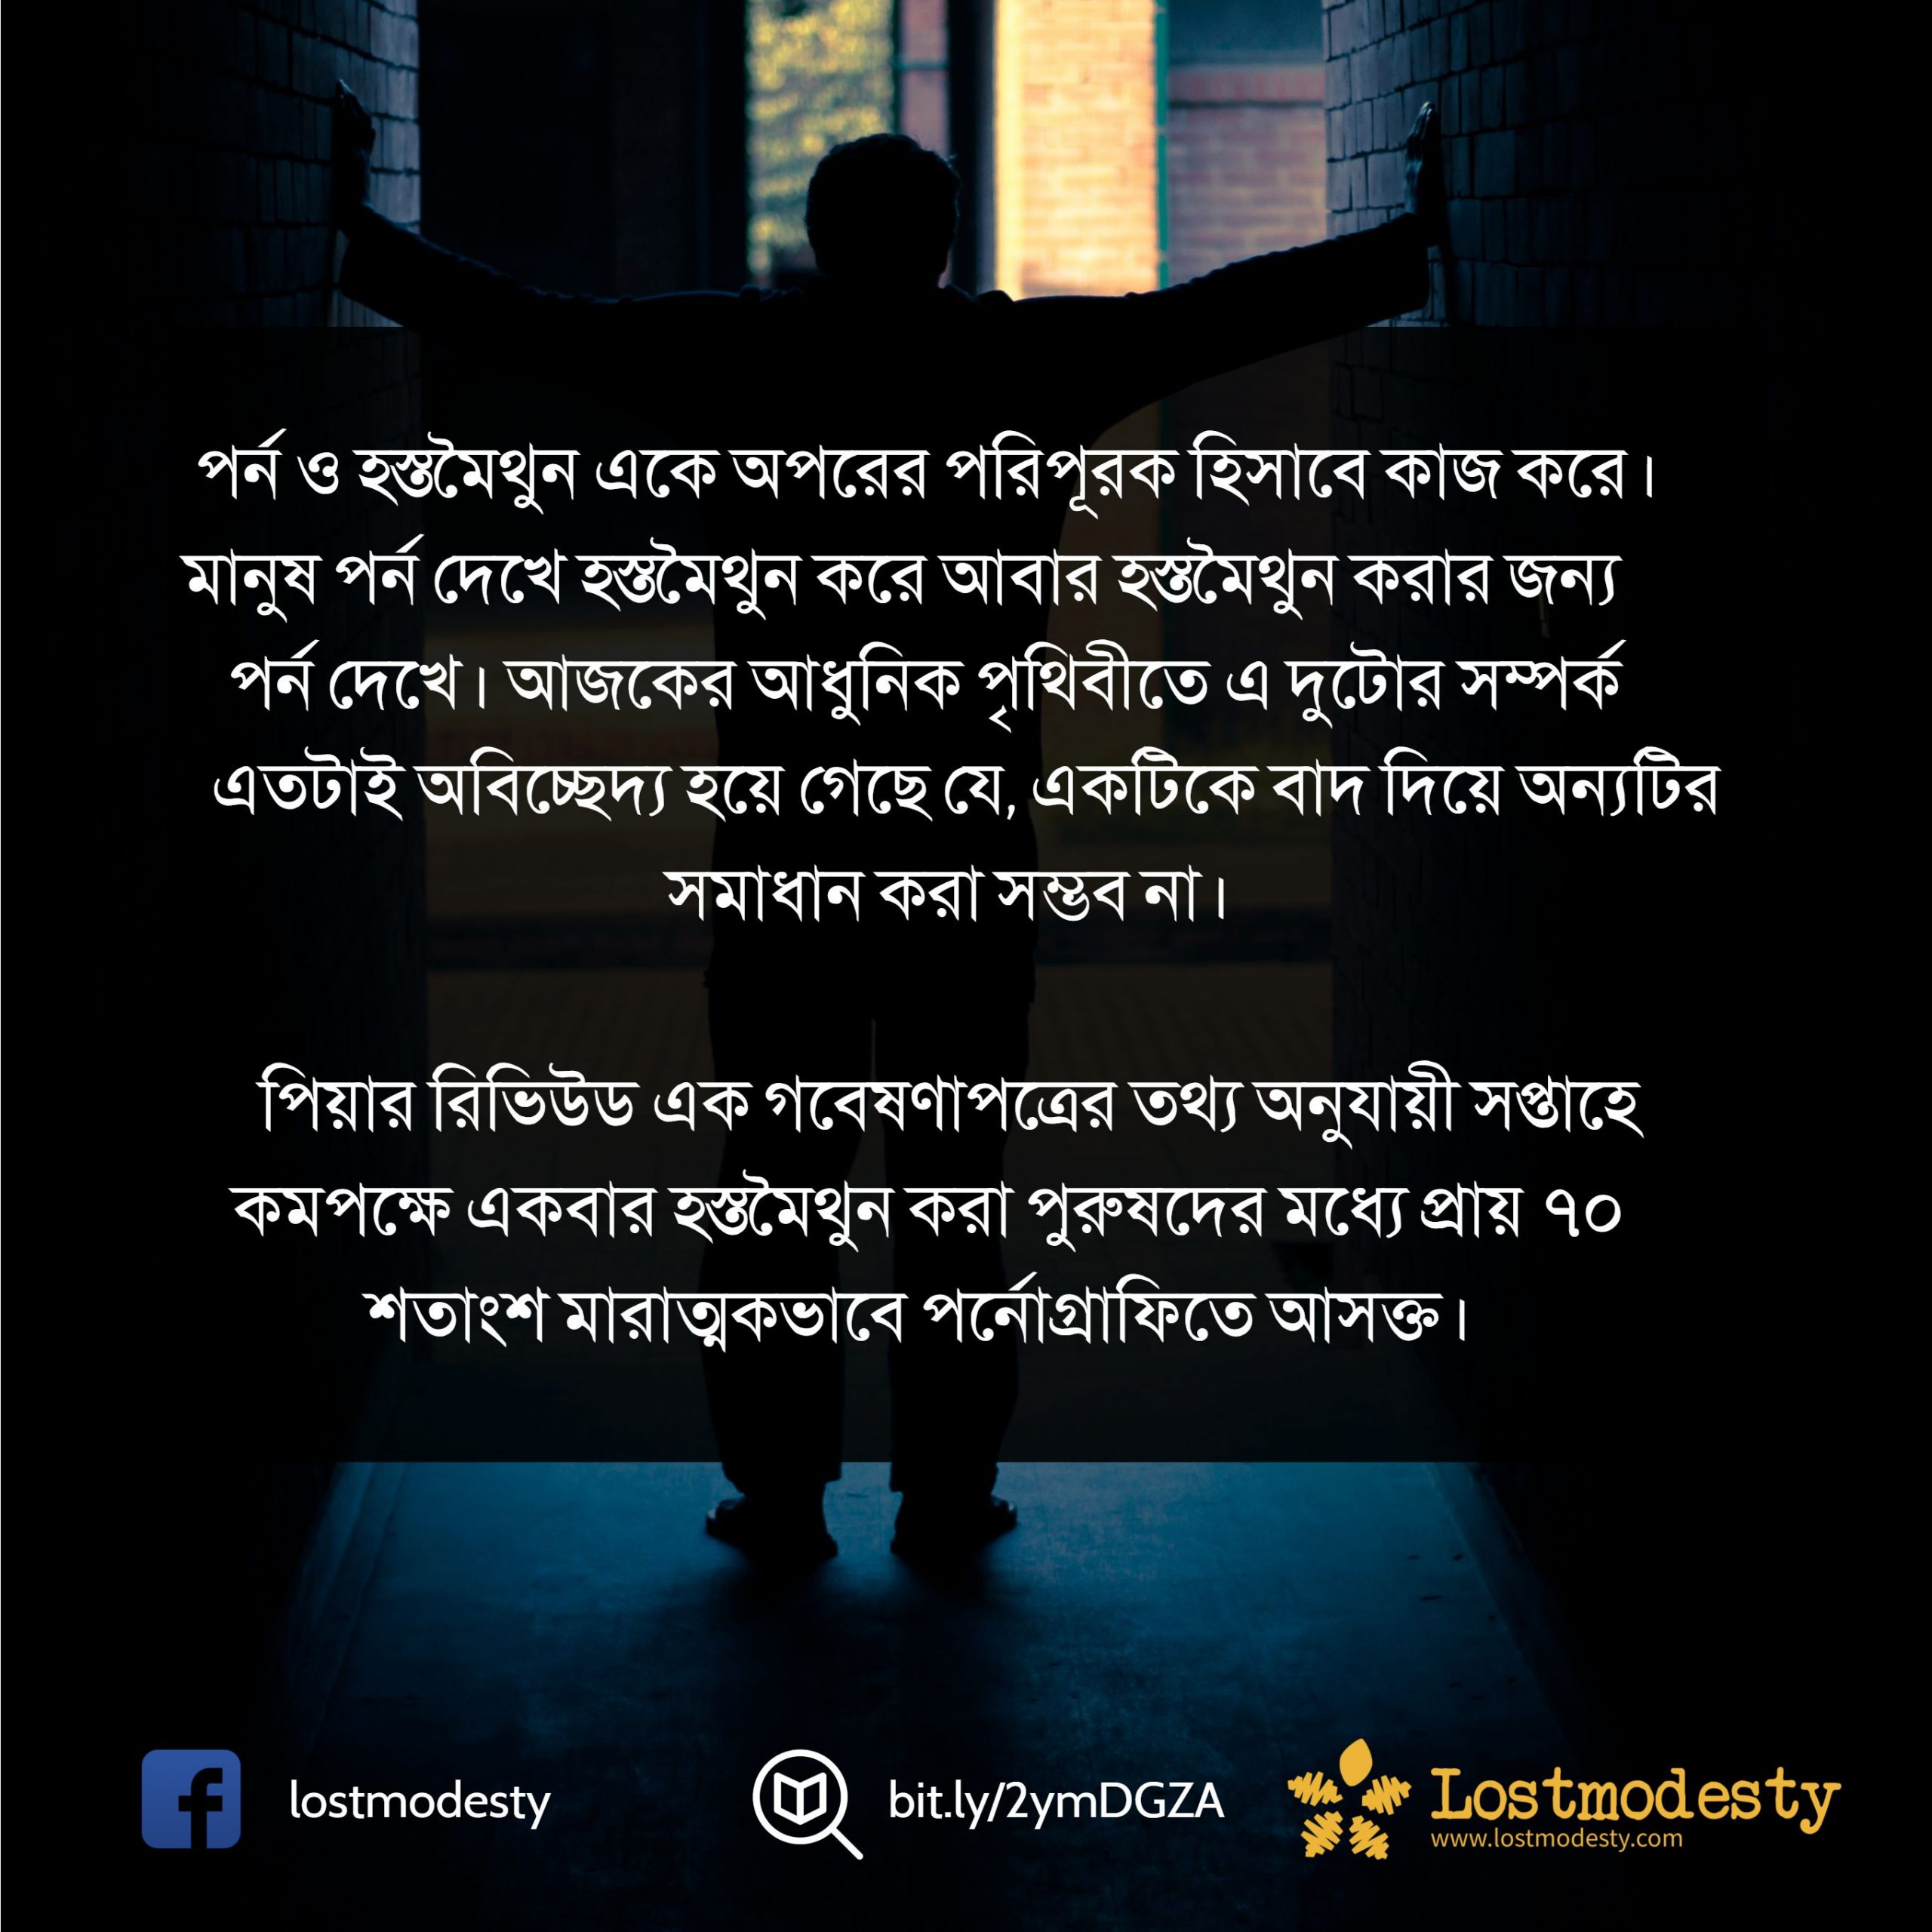 পর্ন ও হস্তমৈথুন একে অপরের পরিপূরক হিসাবে কাজ করে।
মানুষ পর্ন দেখে হস্তমৈথুন করে আবার হস্তমৈথুন করার জন্য
পর্ন দেখে। আজকের আধুনিক পৃথিবীতে এ দুটোর সম্পর্ক
এতটাই অবিচ্ছেদ্য হয়ে গেছে যে, একটিকে বাদ দিয়ে অন্যটির
সমাধান করা সম্ভব না।
পিয়ার রিভিউড এক গবেষণাপত্রের তথ্য অনুযায়ী সপ্তাহে
কমপক্ষে একবার হস্তমৈথুন করা পুরুষদের মধ্যে প্রায় ৭০
শতাংশ মারাত্মকভাবে পর্নোগ্রাফিতে আসক্ত।
lostmodesty
bit.ly/2ymDGZA
Lostmodesty
www.lostmodesty.com